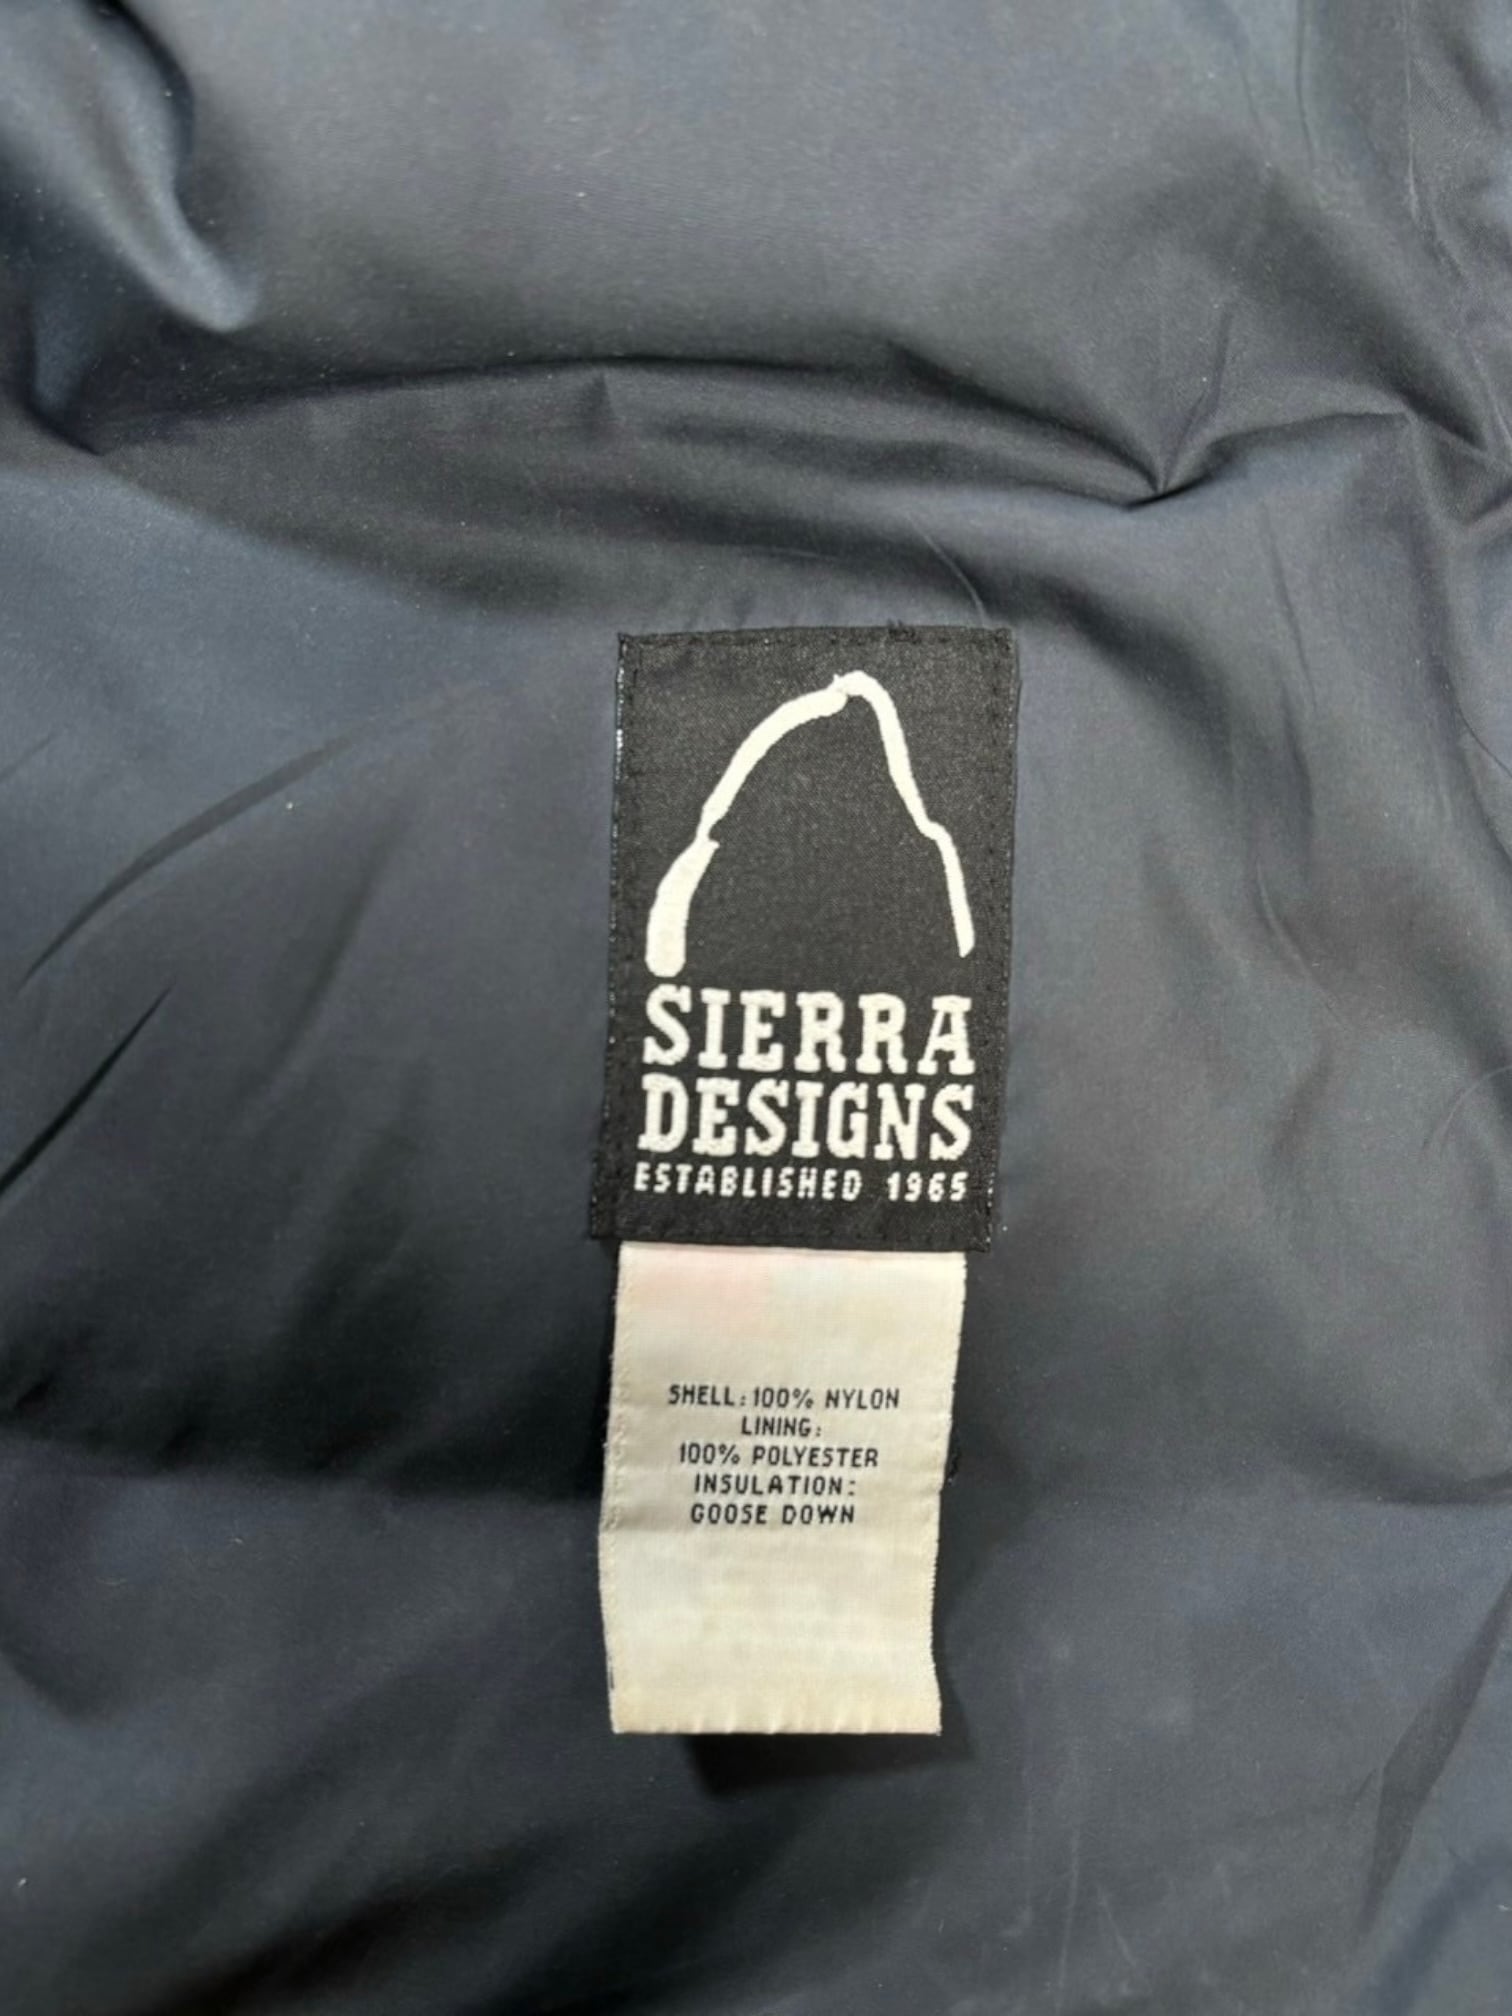 SIERRA
DESIGNS
ESTABLISHED 1965
SHELL: 100% NYLON
LINING:
100% POLYESTER
INSULATION:
GOOSE DOWN